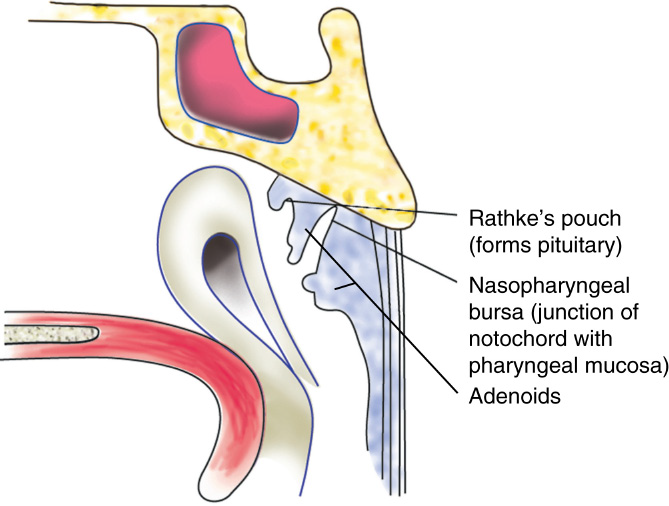 Rathke's pouch
(forms pituitary)
Nasopharyngeal
bursa (junction of
notochord with
pharyngeal mucosa)
Adenoids